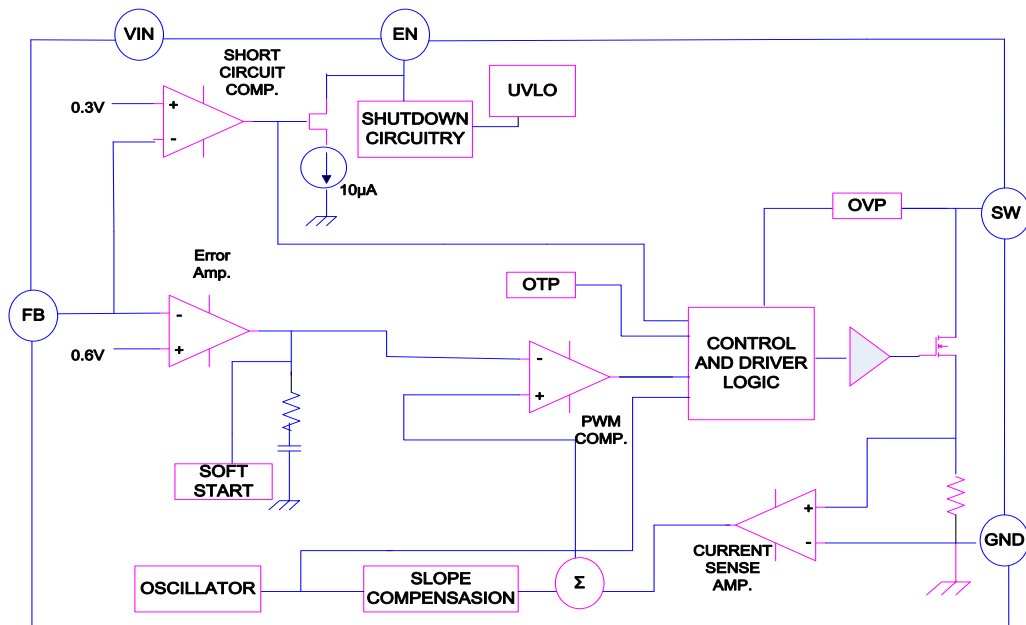 VIN
EN
SHORT
CIRCUIT
COMP.
UVLO
0.3V
+
-
SHUTDOWN
CIRCUITRY
10µA
OVP
SW
Error
Amp.
OTP
FB
-
+
0.6V
CONTROL
AND DRIVER
LOGIC
-
+
PWM
COMP.
SOFT
START
+
-
GND
CURRENT
SENSE
AMP.
OSCILLATOR
SLOPE
COMPENSASION
Σ